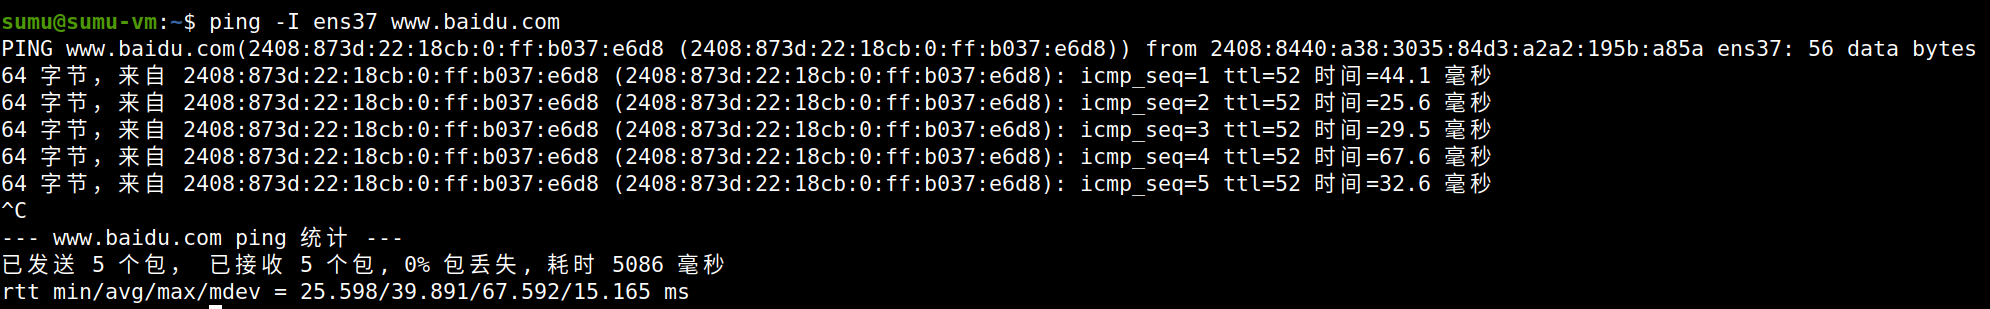 sumu@sumu-vm:~$ ping -I ens37 www.baidu.com
PING www.baidu.com(2408:873d:22:18cb:0:ff:b037:e6d8 (2408:873d:22:18cb:0:ff:b037:e6d8)) from 2408:8440:a38:3035:84d3:a2a2:195b:a85a ens37: 56 data bytes
64 字节，来自 2408:873d:22:18cb:0:ff:b037:e6d8 (2408:873d:22:18cb:0:ff:b037:e6d8): icmp_seq=1 ttl=52 时间=44.1 毫秒
64 字节，来自 2408:873d:22:18cb:0:ff:b037:e6d8 (2408:873d:22:18cb:0:ff:b037:e6d8): icmp_seq=2 ttl=52 时间=25.6 毫秒
64 字节，来自 2408:873d:22:18cb:0:ff:b037:e6d8 (2408:873d:22:18cb:0:ff:b037:e6d8): icmp_seq=3 ttl=52 时间=29.5 毫秒
64 字节，来自 2408:873d:22:18cb:0:ff:b037:e6d8 (2408:873d:22:18cb:0:ff:b037:e6d8): icmp_seq=4 ttl=52 时间=67.6 毫秒
64 字节，来自 2408:873d:22:18cb:0:ff:b037:e6d8 (2408:873d:22:18cb:0:ff:b037:e6d8): icmp_seq=5 ttl=52 时间=32.6 毫秒
^C
--- www.baidu.com ping 统计 ---
已发送 5 个包， 已接收 5 个包, 0% 包丢失, 耗时 5086 毫秒
rtt min/avg/max/mdev = 25.598/39.891/67.592/15.165 ms